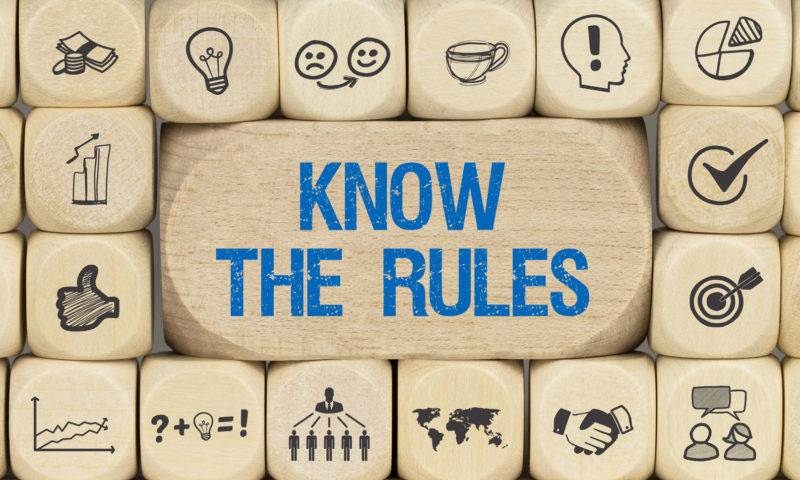 KNOW
THE RULES
?+=!